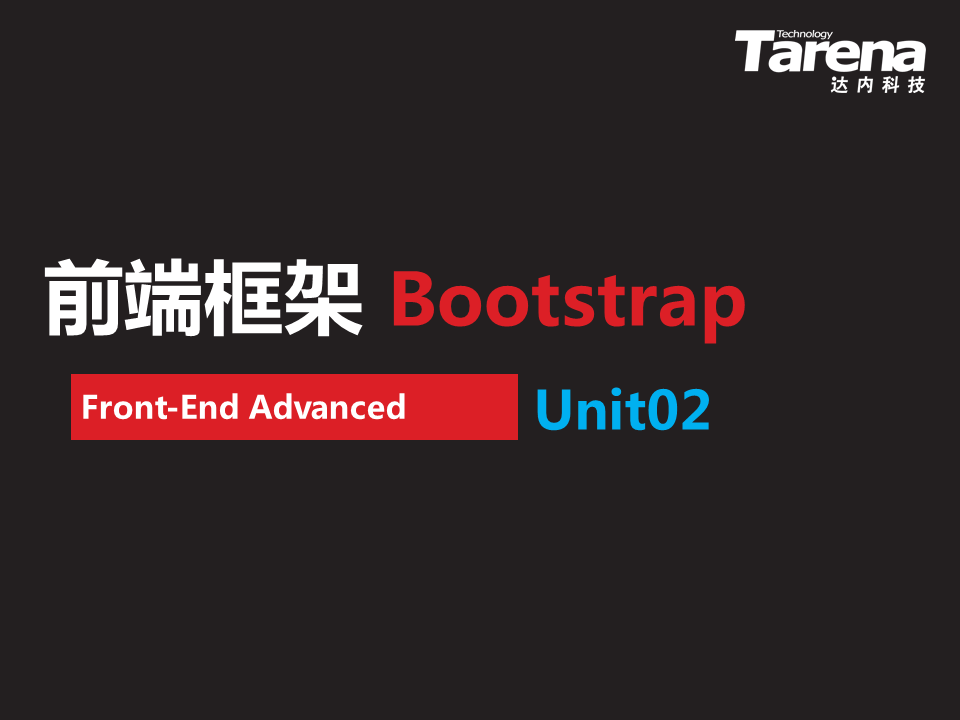 Technology
Tarena
达内科技
前端框架 Bootstrap
Front-End Advanced Unit02